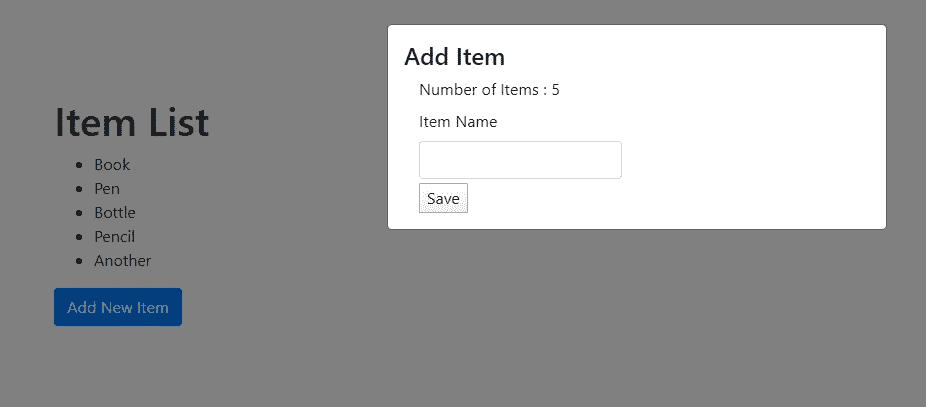 Item List
Book
Pen
Bottle
Pencil
Another
Add New Item
Add Item
Number of Items : 5
Item Name
Save